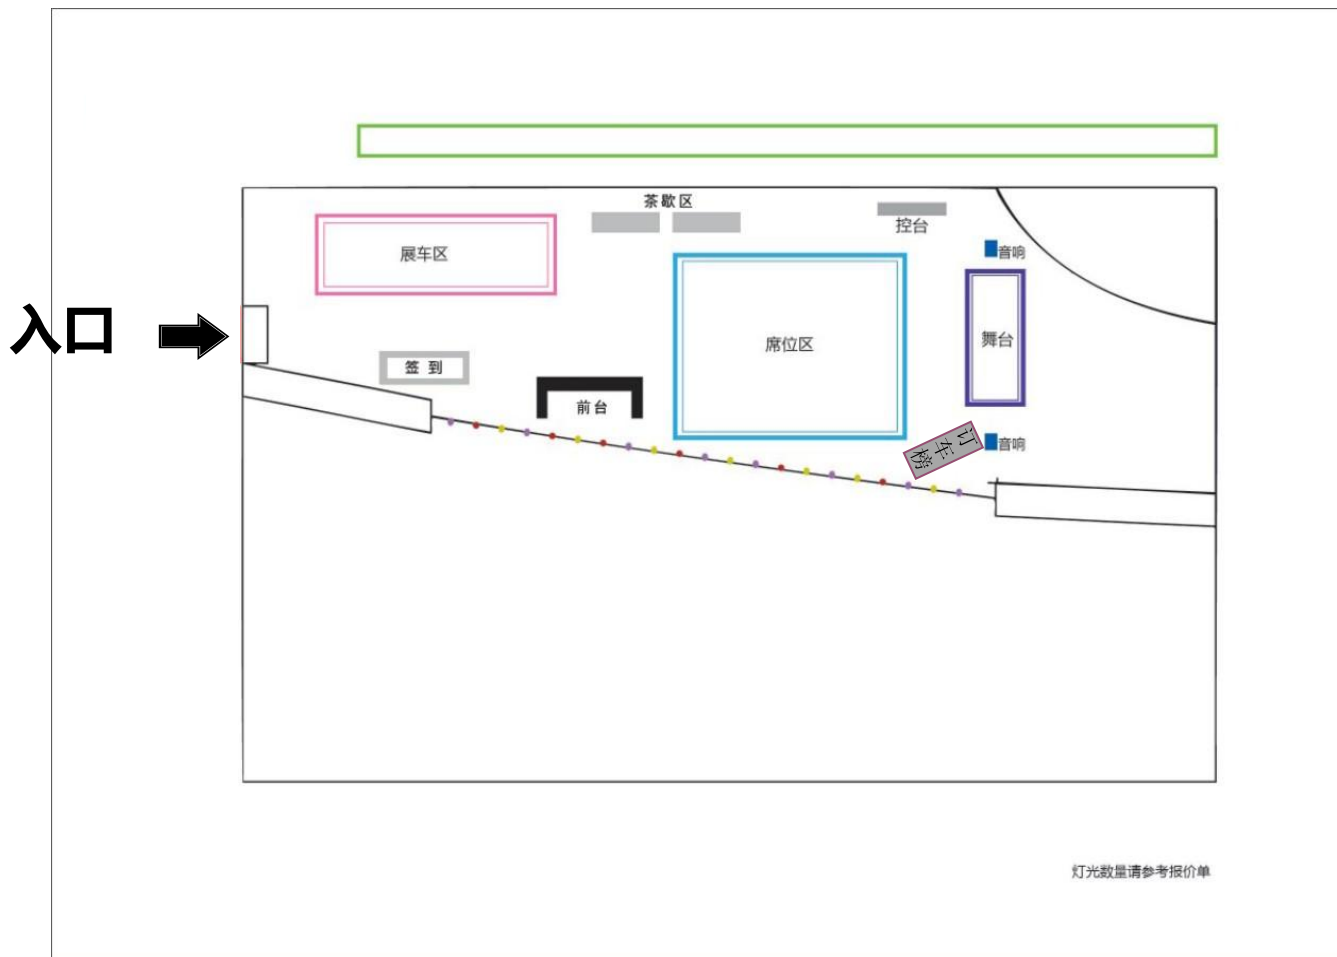 茶歇区
控台
展车区
音响
入口
席位区
舞台
签 到
前台
订车榜
音响
灯光数量请参考报价单